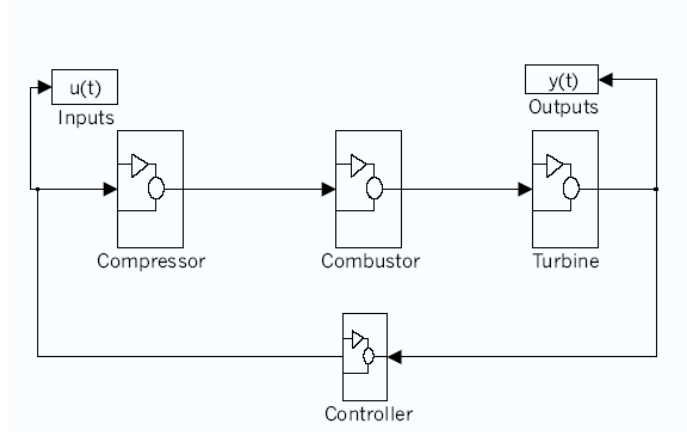 u(t)
Inputs
y(t)
Outputs
Compressor
Combustor
Turbine
Controller